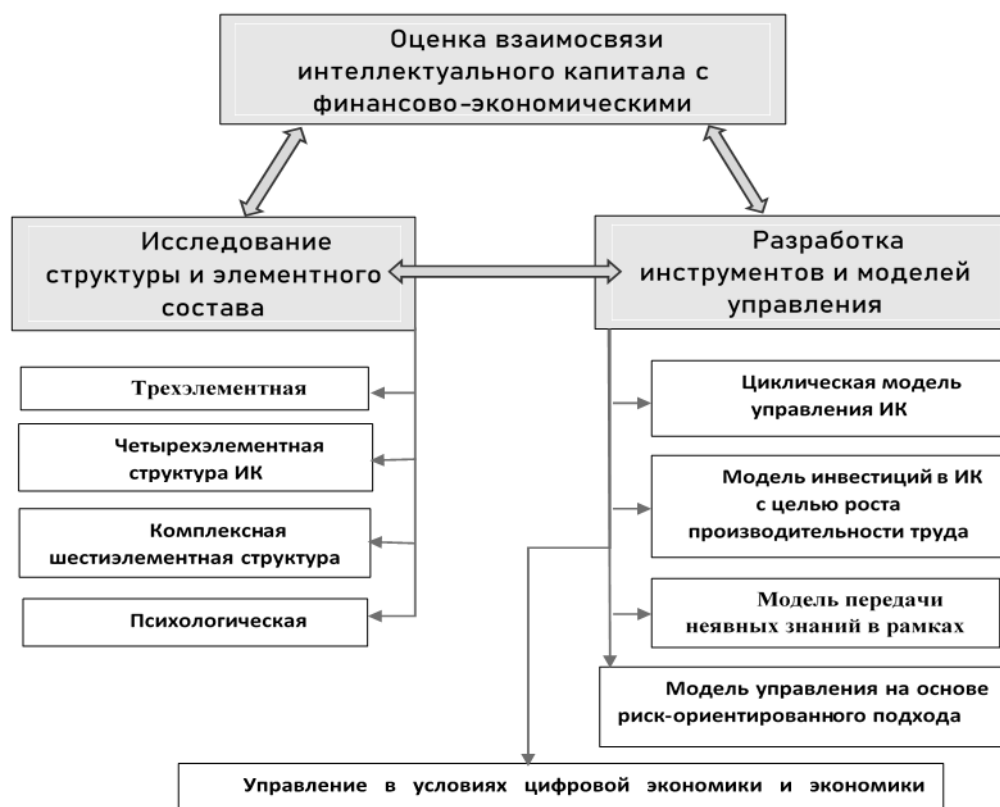 Оценка взаимосвязи
интеллектуального капитала с
финансово-экономическими
Исследование
структуры и элементного
состава
Разработка
инструментов и моделей
управления
Трехэлементная
Четырехэлементная
структура ИК
Комплексная
шестиэлементная структура
Психологическая
Циклическая модель
управления ИК
Модель инвестиций в ИК
с целью роста
производительности труда
Модель передачи
неявных знаний в рамках
Модель управления на основе
риск-ориентированного подхода
Управление в условиях цифровой экономики и экономики